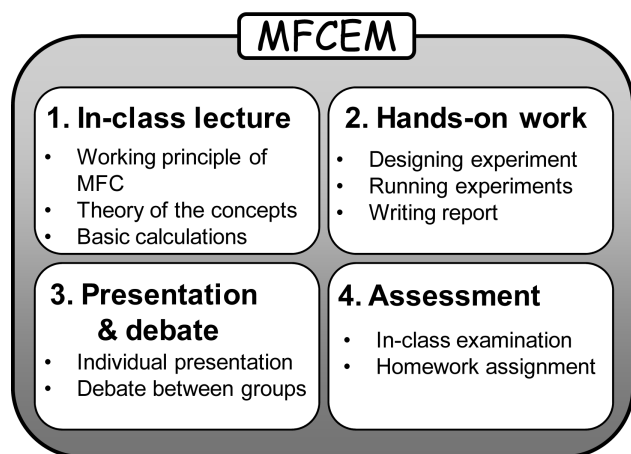 MFCEM
1. In-class lecture
• Working principle of
MFC
• Theory of the concepts
• Basic calculations
2. Hands-on work
• Designing experiment
• Running experiments
• Writing report
3. Presentation
& debate
• Individual presentation
• Debate between groups
4. Assessment
• In-class examination
• Homework assignment